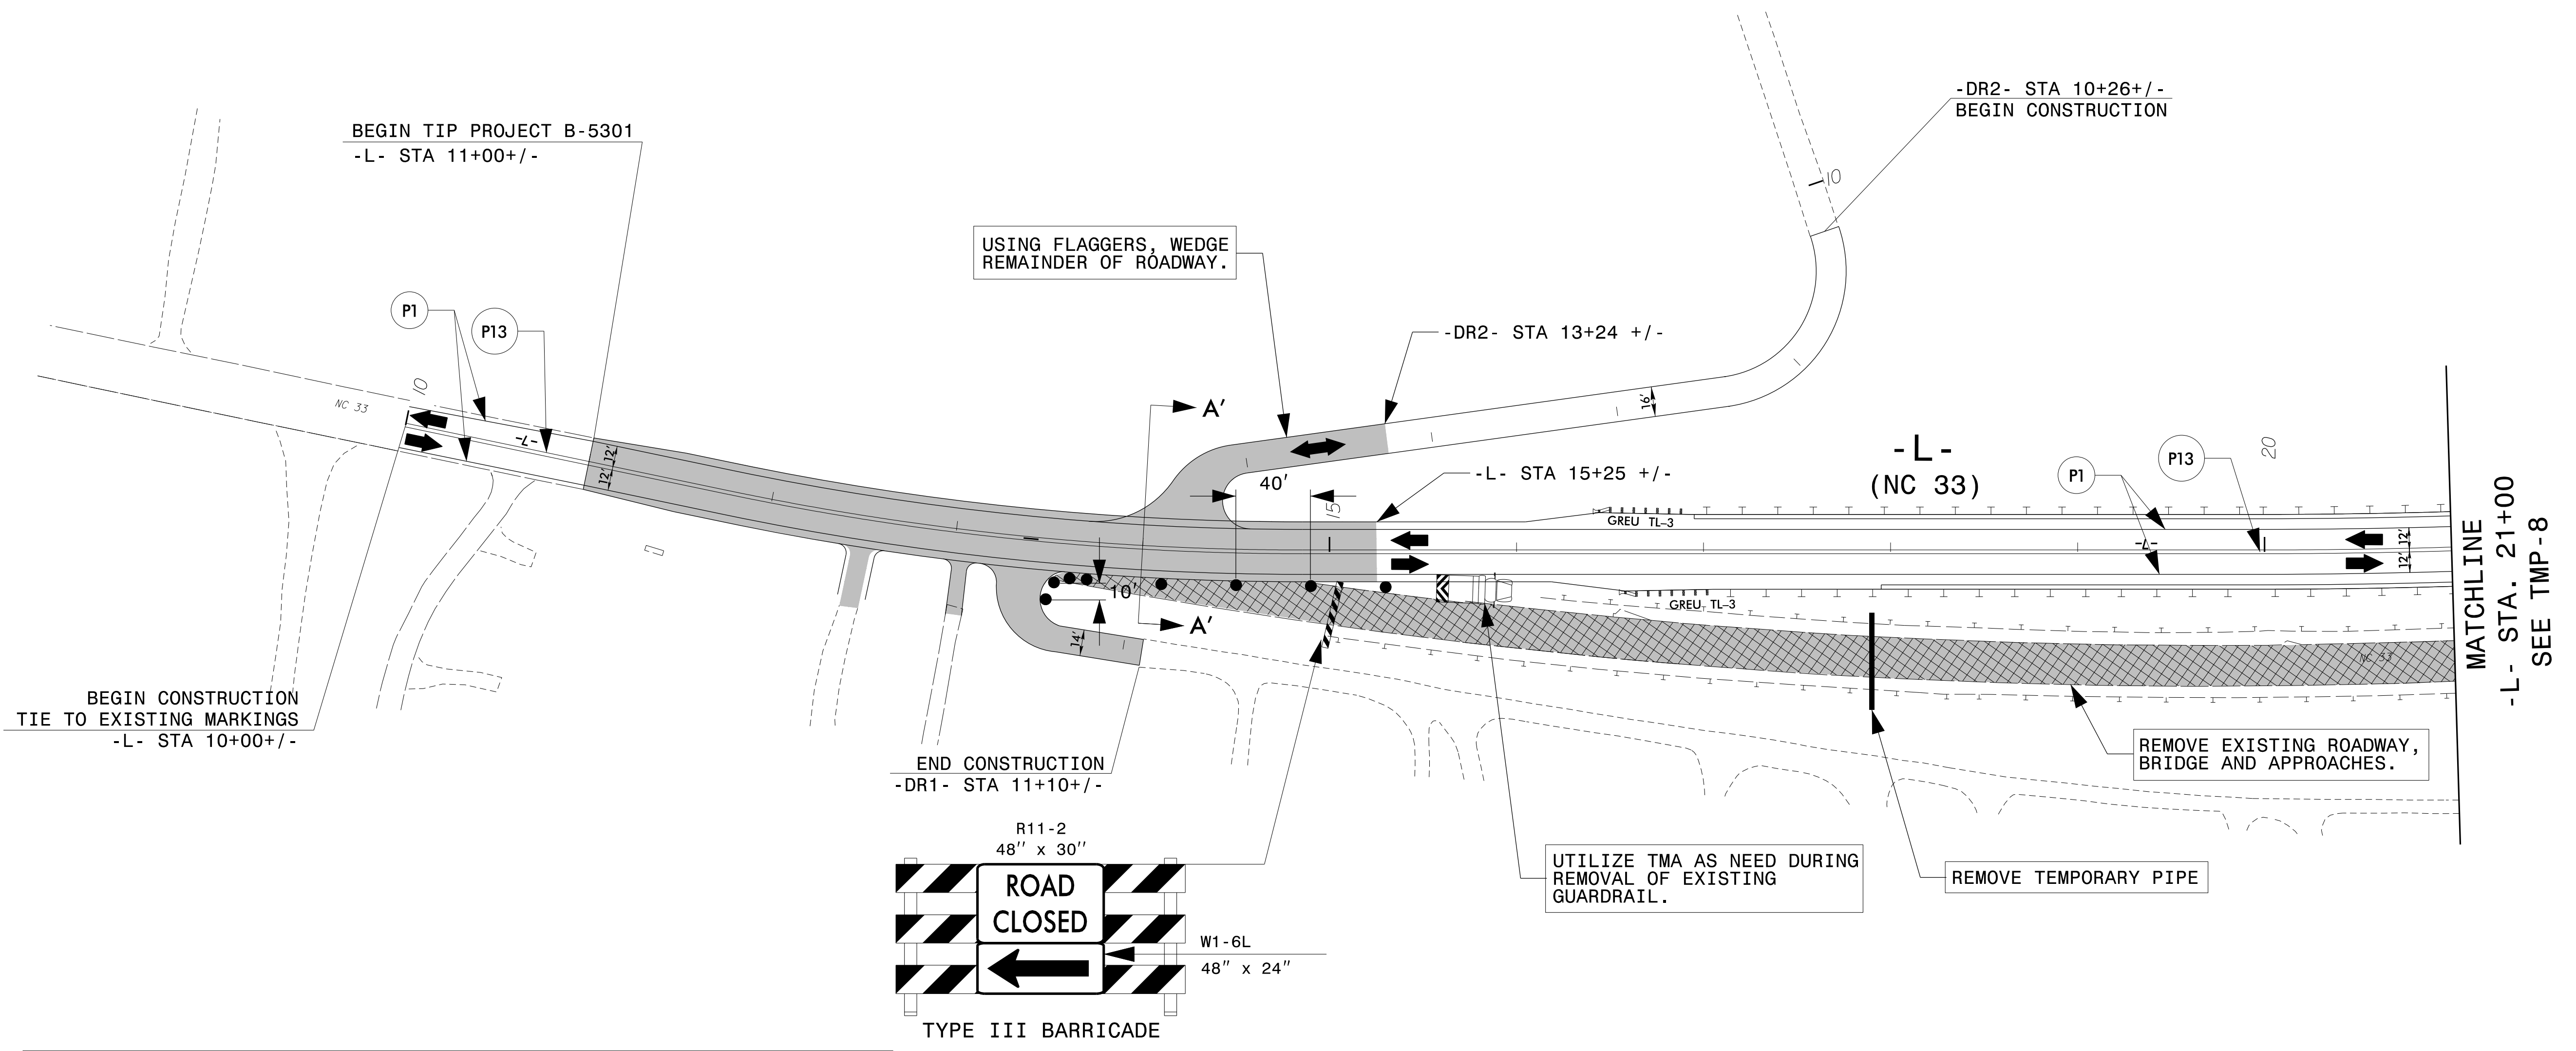 -DR2- STA 10+26+/-
BEGIN CONSTRUCTION
BEGIN TIP PROJECT B-5301
-L- STA 11+00+/-
10
USING FLAGGERS, WEDGE
REMAINDER OF ROADWAY.
P1
P13
-DR2- STA 13+24 +/-
10
NC 33
-L-
12'
12'
A'
16'
40'
15
-L- STA 15+25 +/-
-L-
(NC 33)
P1
P13
20
GREU TL-3
-L-
12'
12'
MATCHLINE
-L- STA. 21+00
SEE TMP-8
10'
A'
14'
GREU TL-3
NC 33
BEGIN CONSTRUCTION
TIE TO EXISTING MARKINGS
-L- STA 10+00+/-
END CONSTRUCTION
-DR1- STA 11+10+/-
REMOVE EXISTING ROADWAY,
BRIDGE AND APPROACHES.
UTILIZE TMA AS NEED DURING
REMOVAL OF EXISTING
GUARDRAIL.
REMOVE TEMPORARY PIPE
R11-2
48" x 30"
ROAD
CLOSED
W1-6L
48" x 24"
TYPE III BARRICADE